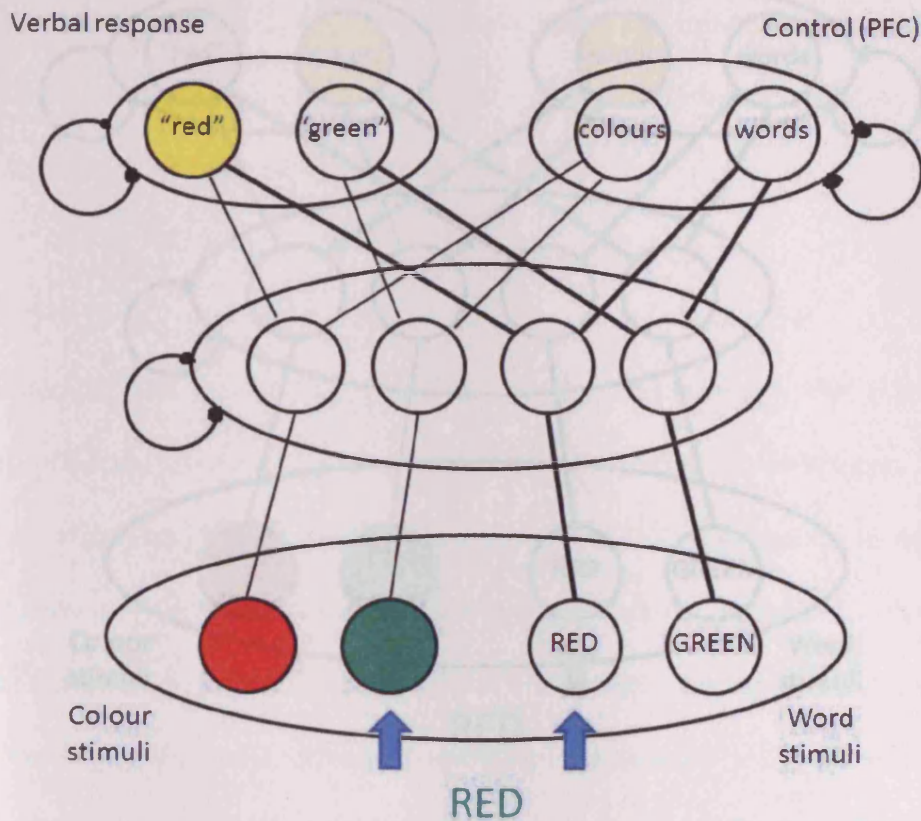 Verbal response
Control (PFC)
"red"
"green"
colours
words
RED
GREEN
Colour
stimuli
Word
stimuli
RED